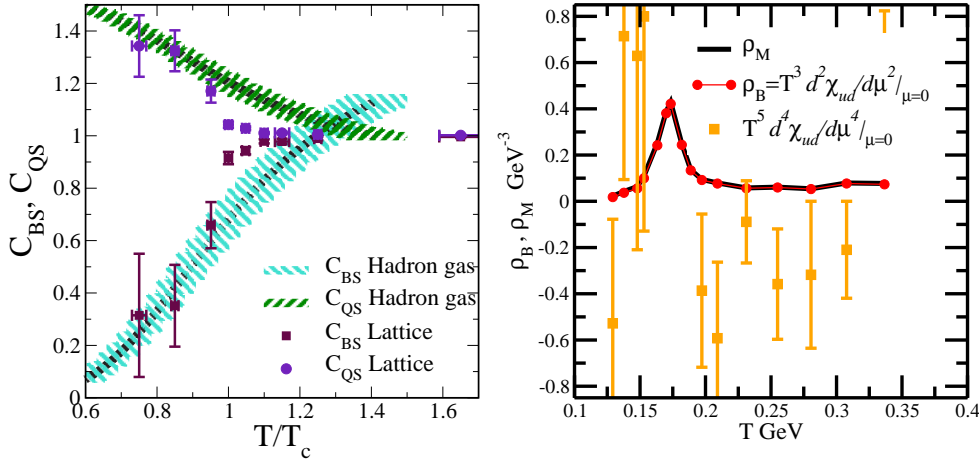 1.4
1.2
1.0
0.8
0.6
0.4
0.2
0
C_BS, C_QS
C_BS Hadron gas
C_QS Hadron gas
C_BS Lattice
C_QS Lattice
0.6 0.8 1 1.2 1.4 1.6
T/T_c
0.8
0.6
0.4
0.2
0
-0.2
-0.4
-0.6
-0.8
ρ_B, ρ_M GeV^-3
ρ_M
ρ_B=T^3 d^2χ_ud/dμ^2/_μ=0
T^5 d^4χ_ud/dμ^4/_μ=0
0.1 0.15 0.2 0.25 0.3 0.35 0.4
T GeV